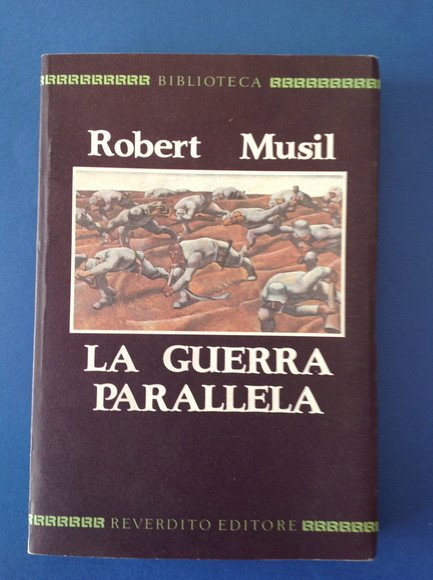 BIBLIOTECA
Robert Musil
LA GUERRA
PARALLELA
REVERDITO EDITORE